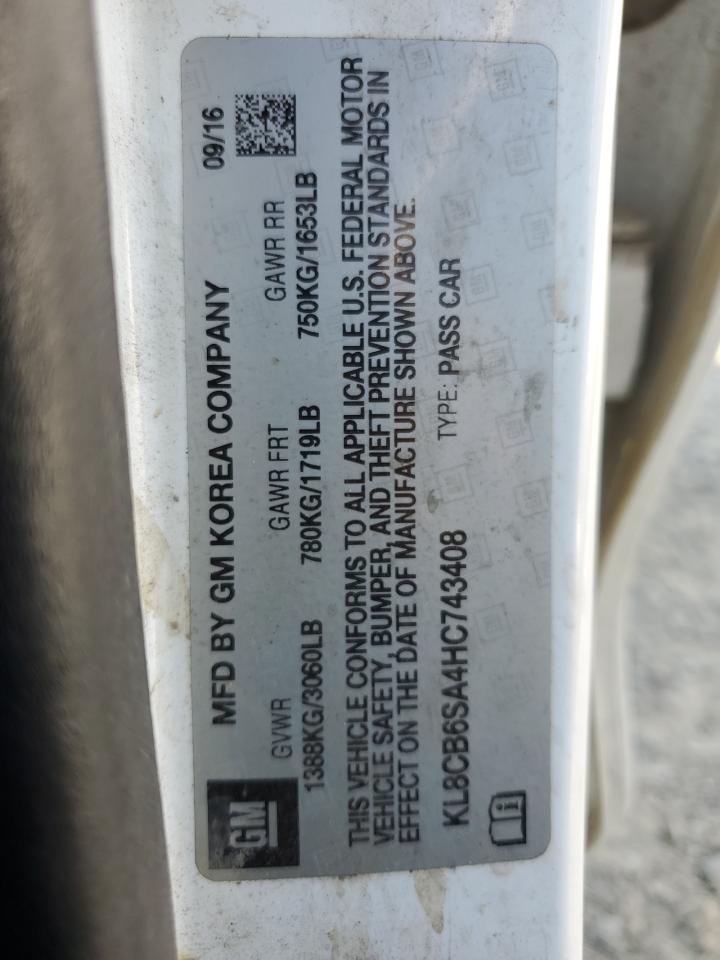 GM
MFD BY GM KOREA COMPANY 09/16
GVWR GAWR FRT GAWR RR
1388KG/3060LB 780KG/1719LB 750KG/1653LB
THIS VEHICLE CONFORMS TO ALL APPLICABLE U.S. FEDERAL MOTOR
VEHICLE SAFETY, BUMPER, AND THEFT PREVENTION STANDARDS IN
EFFECT ON THE DATE OF MANUFACTURE SHOWN ABOVE.
KL8CB6SA4HC743408 TYPE: PASS CAR